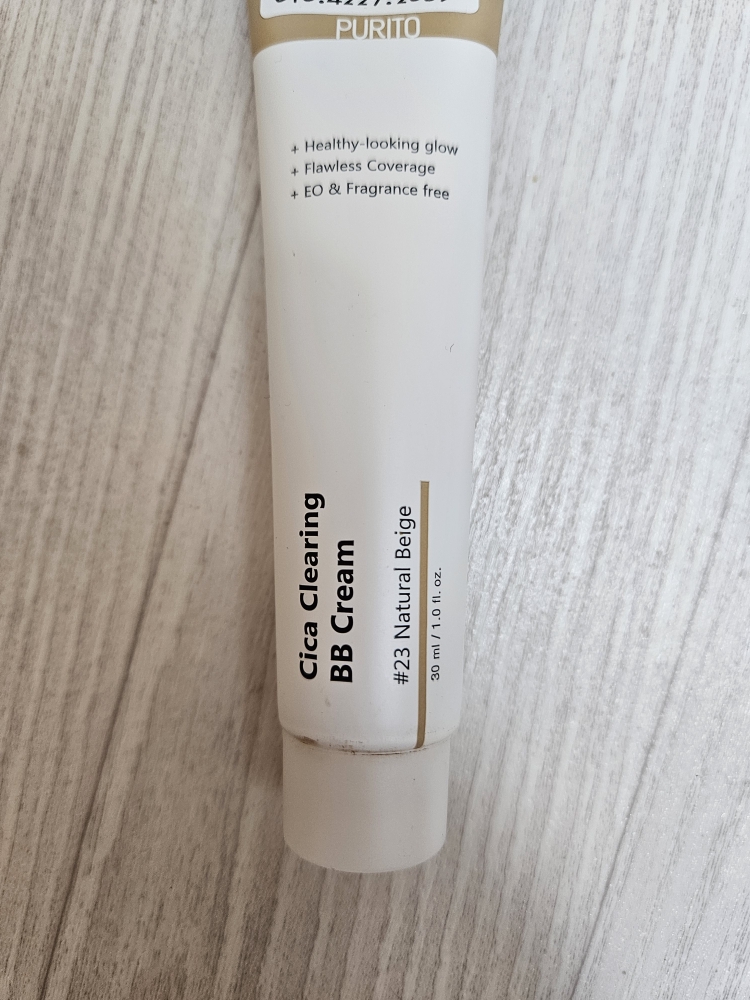 PURITO
+ Healthy-looking glow
+ Flawless Coverage
+ EO & Fragrance free
Cica Clearing
BB Cream
#23 Natural Beige
30 ml / 1.0 fl. oz.